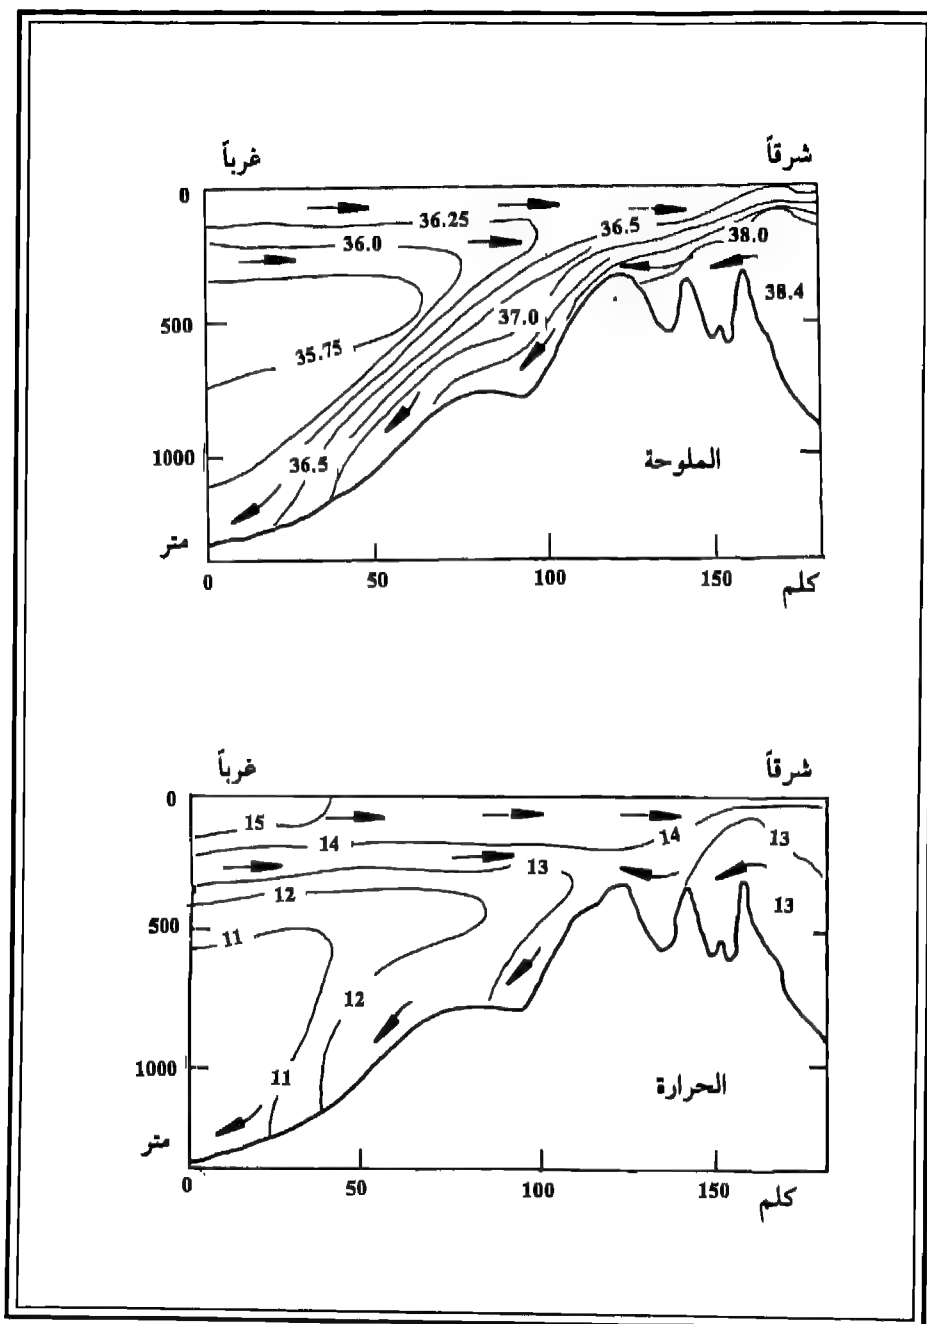 غرباً شرقاً
0
36.25 36.5
36.0 38.0
38.4
500 37.0
35.75
1000 36.5 الملوحة
متر
0 50 100 150 كلم
غرباً شرقاً
0
15 14 14 13
13
12
13
500 11
12
1000 11 الحرارة
متر
0 50 100 150 كلم